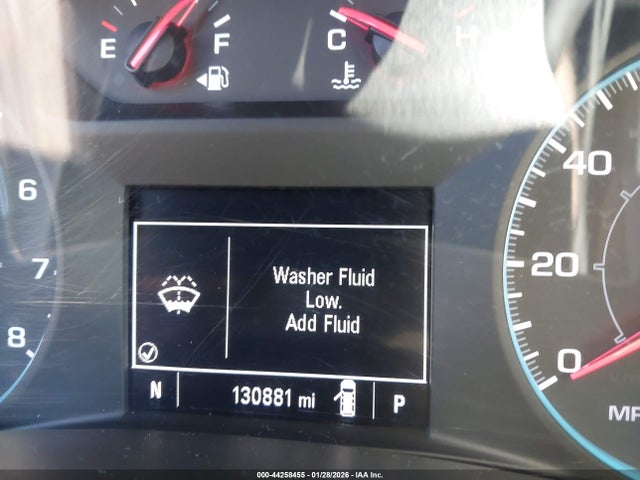 E F C H
6
7
8
40
20
0
MP
Washer Fluid
Low.
Add Fluid
N 130881 mi P
000-44258455 - 01/28/2026 - IAA Inc.